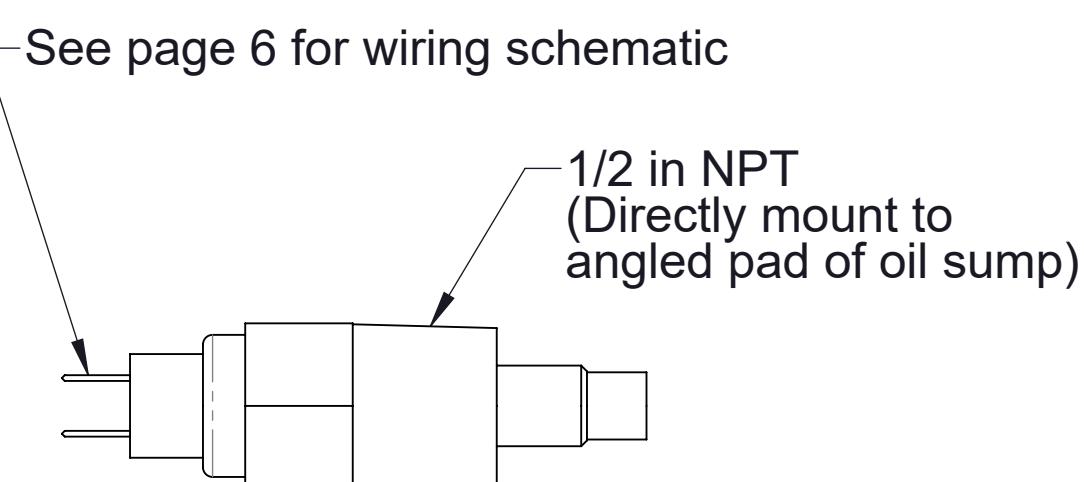 See page 6 for wiring schematic
1/2 in NPT
(Directly mount to
angled pad of oil sump)